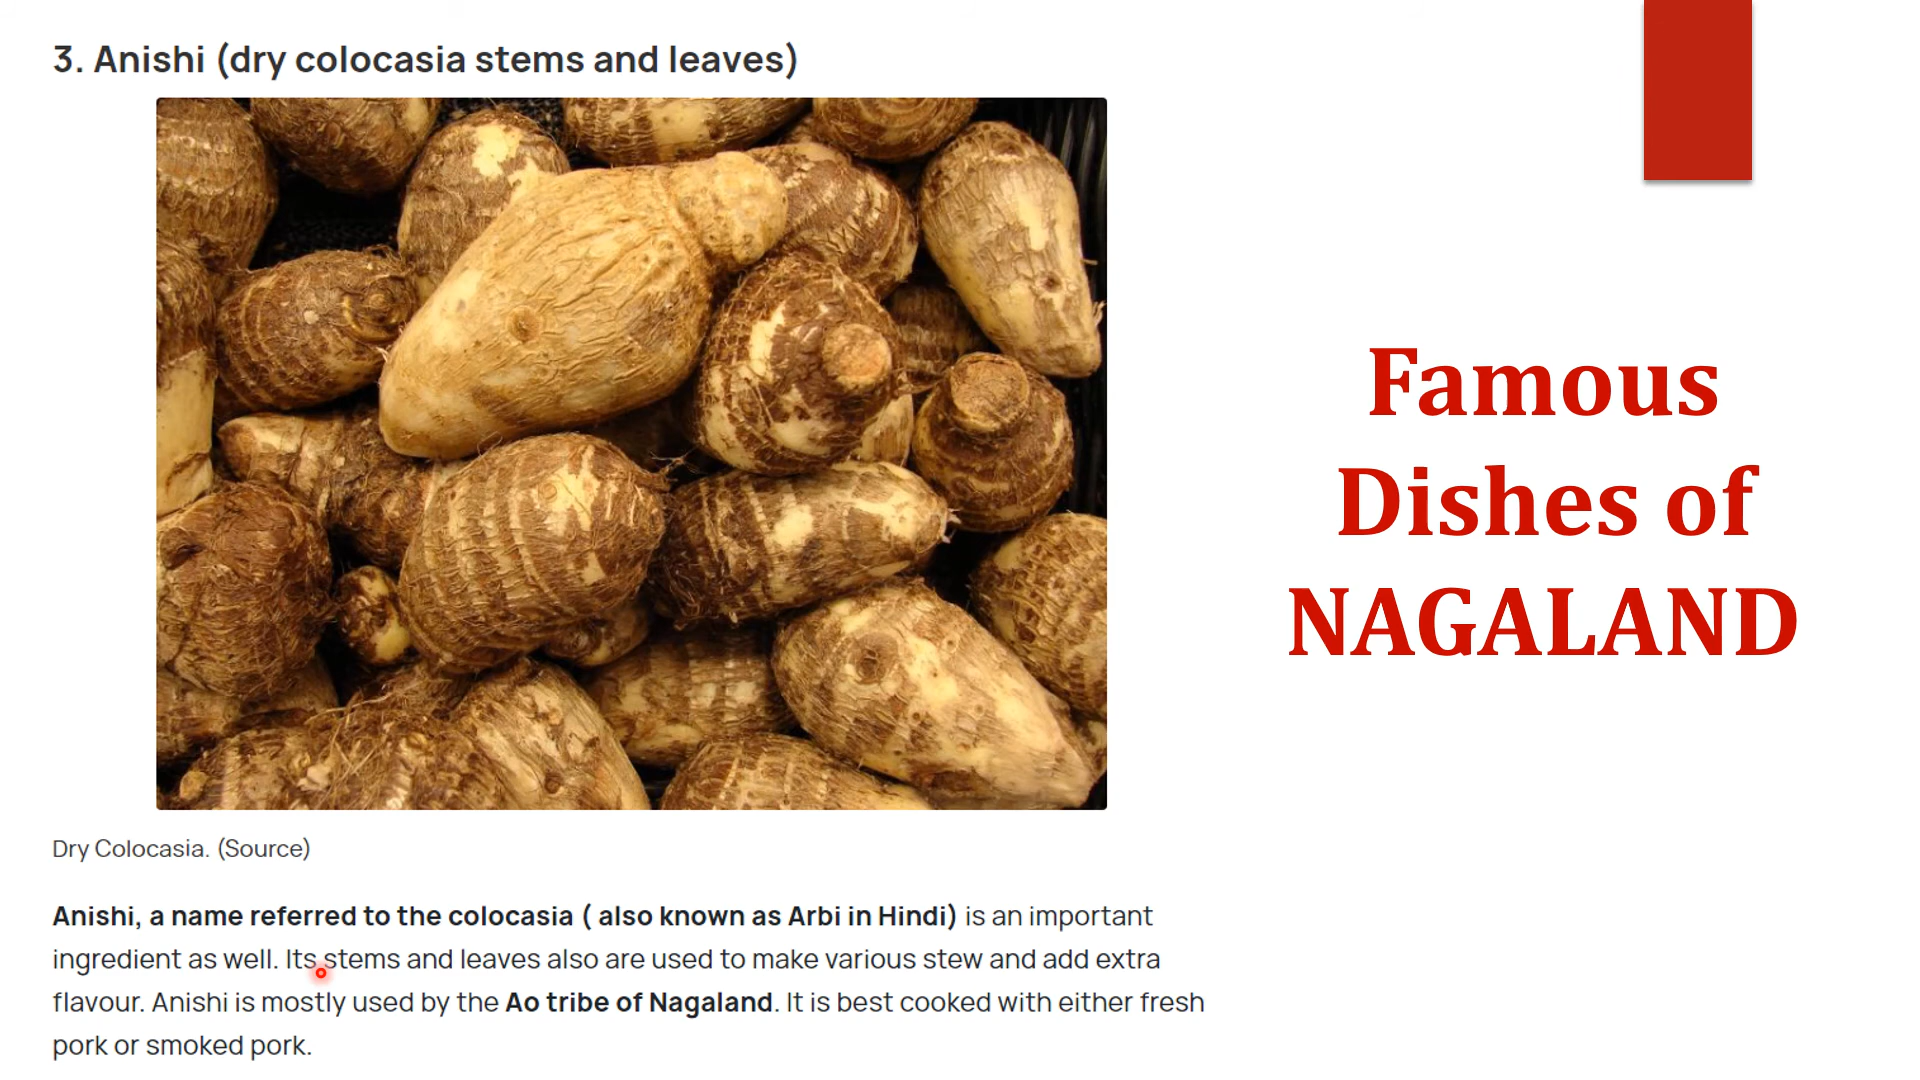 3. Anishi (dry colocasia stems and leaves)
Famous
Dishes of
NAGALAND
Dry Colocasia. (Source)
Anishi, a name referred to the colocasia ( also known as Arbi in Hindi) is an important
ingredient as well. Its stems and leaves also are used to make various stew and add extra
flavour. Anishi is mostly used by the Ao tribe of Nagaland. It is best cooked with either fresh
pork or smoked pork.